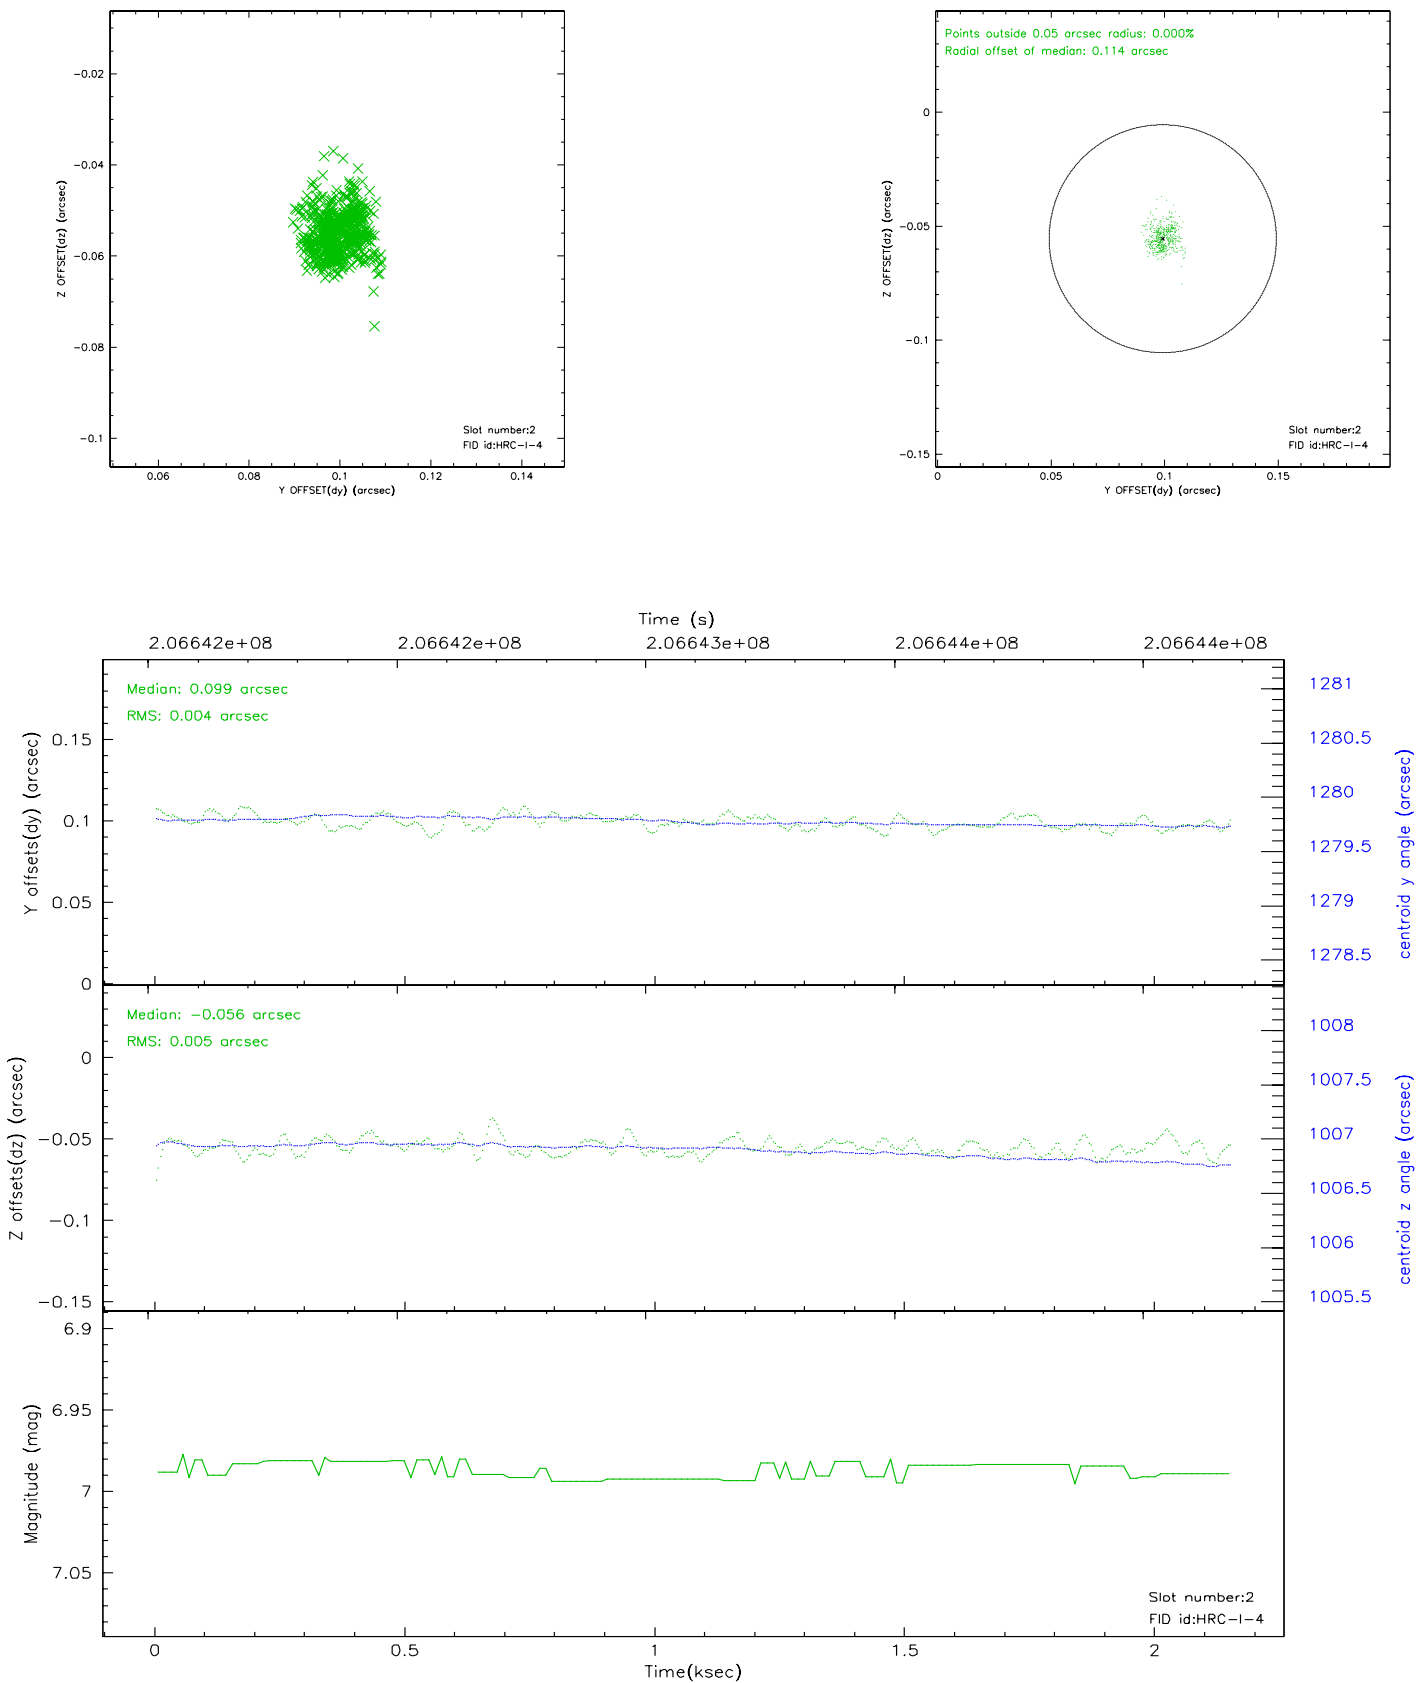 −0.02
−0.04
−0.06
−0.08
−0.1
Z OFFSET(dz) (arcsec)
Slot number:2
FID id:HRC−I−4
0.06 0.08 0.1 0.12 0.14
Y OFFSET(dy) (arcsec)
Points outside 0.05 arcsec radius: 0.000%
Radial offset of median: 0.114 arcsec
0
−0.05
−0.1
−0.15
Z OFFSET(dz) (arcsec)
Slot number:2
FID id:HRC−I−4
0 0.05 0.1 0.15
Y OFFSET(dy) (arcsec)
Time (s)
2.06642e+08 2.06642e+08 2.06643e+08 2.06644e+08 2.06644e+08
Median: 0.099 arcsec
RMS: 0.004 arcsec
0.15
0.1
0.05
0
Y offsets(dy) (arcsec)
1281
1280.5
1280
1279.5
1279
1278.5
centroid y angle (arcsec)
Median: −0.056 arcsec
RMS: 0.005 arcsec
0
−0.05
−0.1
−0.15
Z offsets(dz) (arcsec)
1008
1007.5
1007
1006.5
1006
1005.5
centroid z angle (arcsec)
6.9
6.95
7
7.05
Magnitude (mag)
Slot number:2
FID id:HRC−I−4
0 0.5 1 1.5 2
Time(ksec)